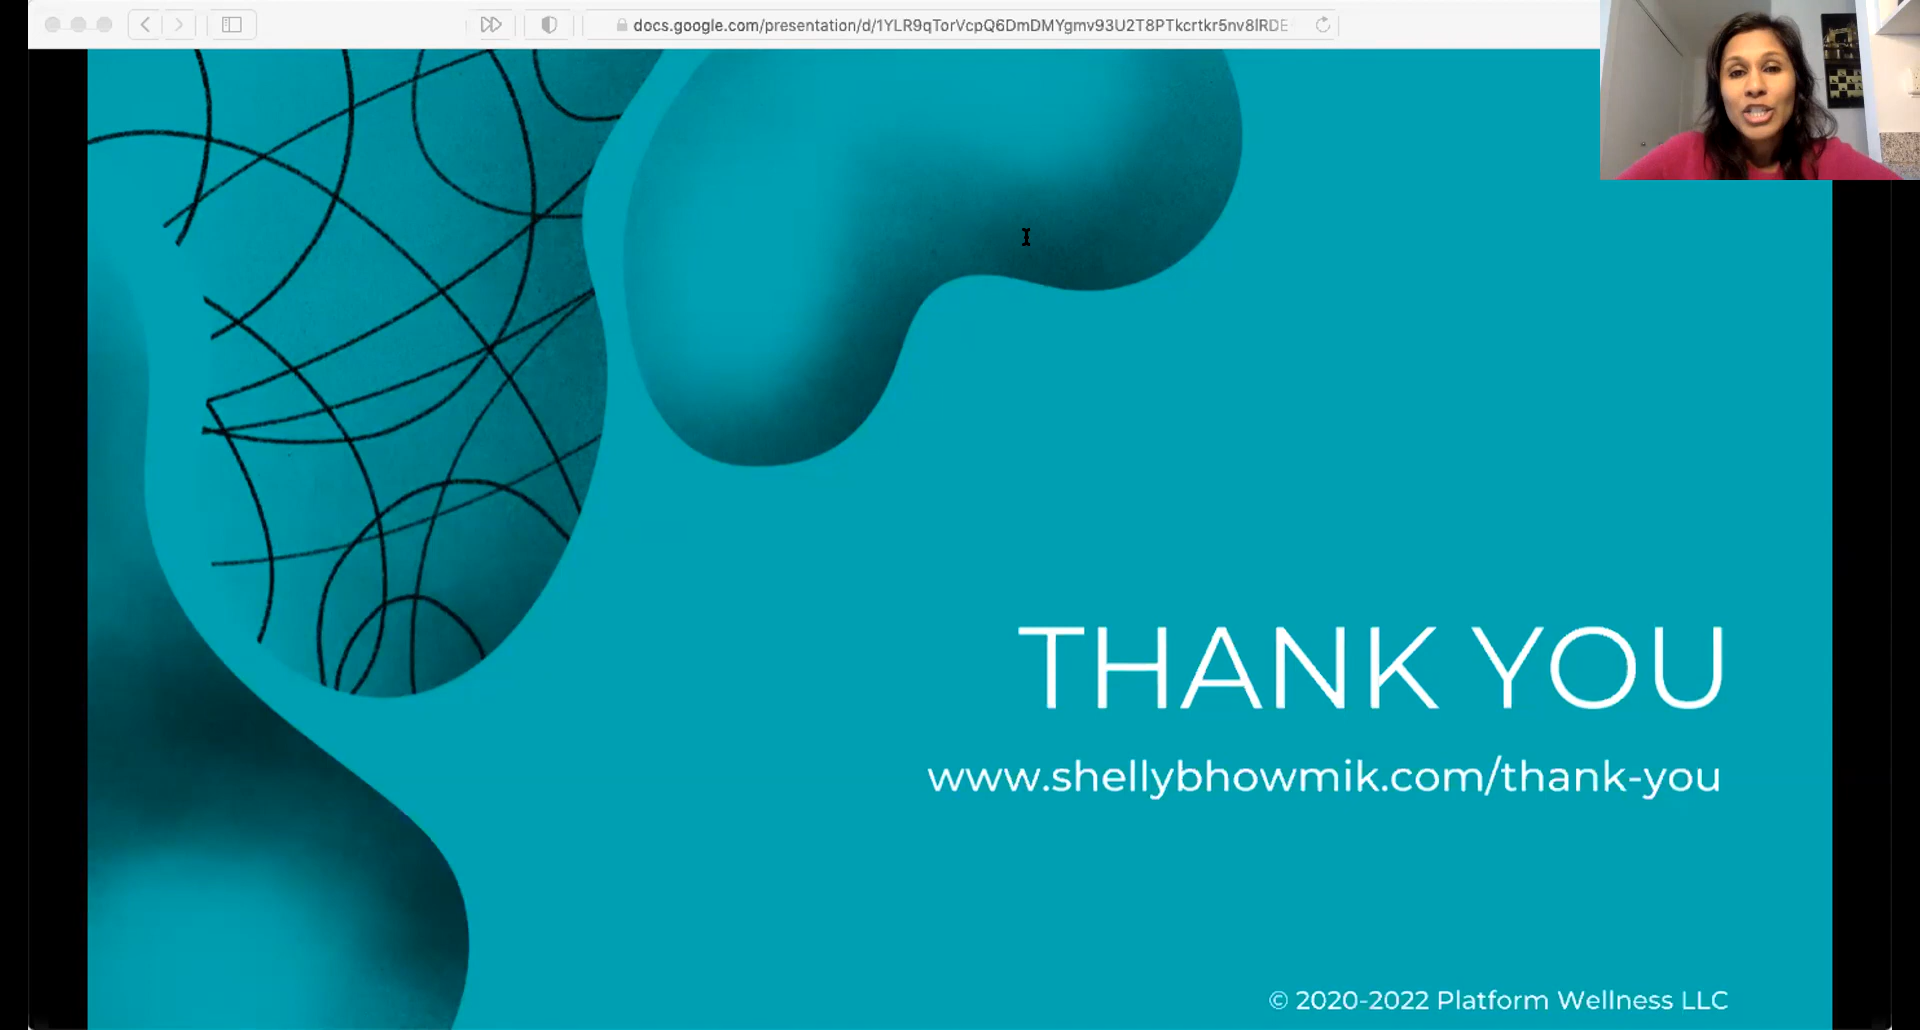 docs.google.com/presentation/d/1YLR9qTorVcpQ6DmDMYgmv93U2T8PTkcrtkr5nv8lRDE
THANK YOU
www.shellybhowmik.com/thank-you
© 2020-2022 Platform Wellness LLC